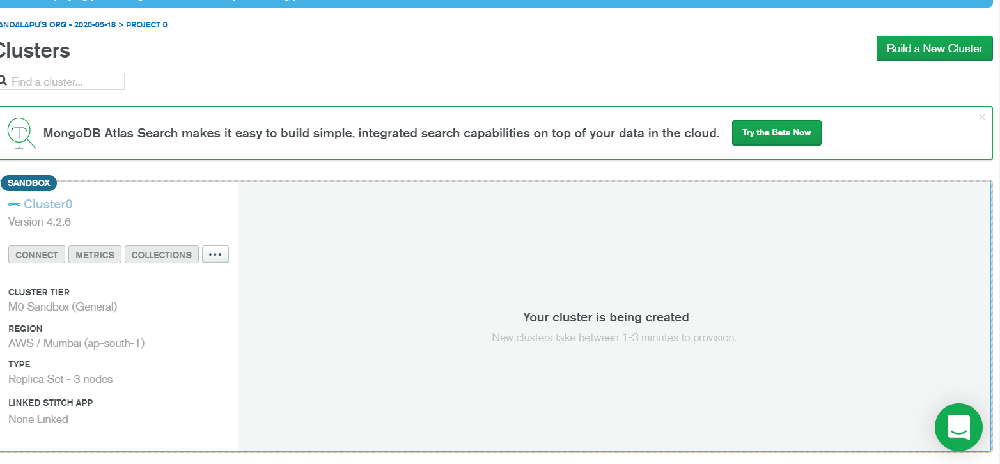 ANDALAPU'S ORG - 2020-05-18 > PROJECT 0
Clusters
Build a New Cluster
Find a cluster...
MongoDB Atlas Search makes it easy to build simple, integrated search capabilities on top of your data in the cloud.
Try the Beta Now
×
SANDBOX
Cluster0
Version 4.2.6
CONNECT
METRICS
COLLECTIONS
•••
CLUSTER TIER
M0 Sandbox (General)
REGION
AWS / Mumbai (ap-south-1)
TYPE
Replica Set - 3 nodes
LINKED STITCH APP
None Linked
Your cluster is being created
New clusters take between 1-3 minutes to provision.